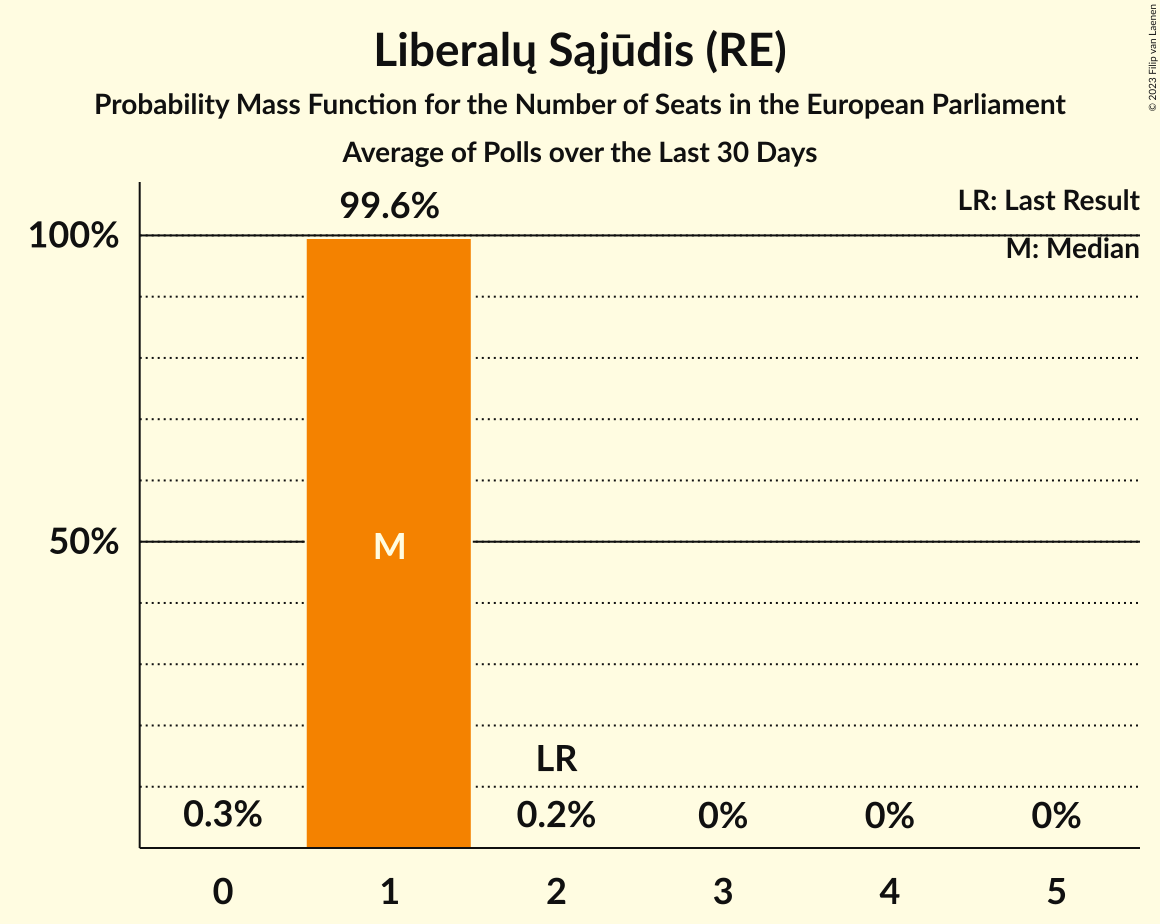 Liberalų Sąjūdis (RE)
Probability Mass Function for the Number of Seats in the European Parliament
Average of Polls over the Last 30 Days
© 2023 Filip van Laenen
LR: Last Result
M: Median
99.6%
100%
50%
M
LR
0.3%
0.2%
0%
0%
0%
0
1
2
3
4
5